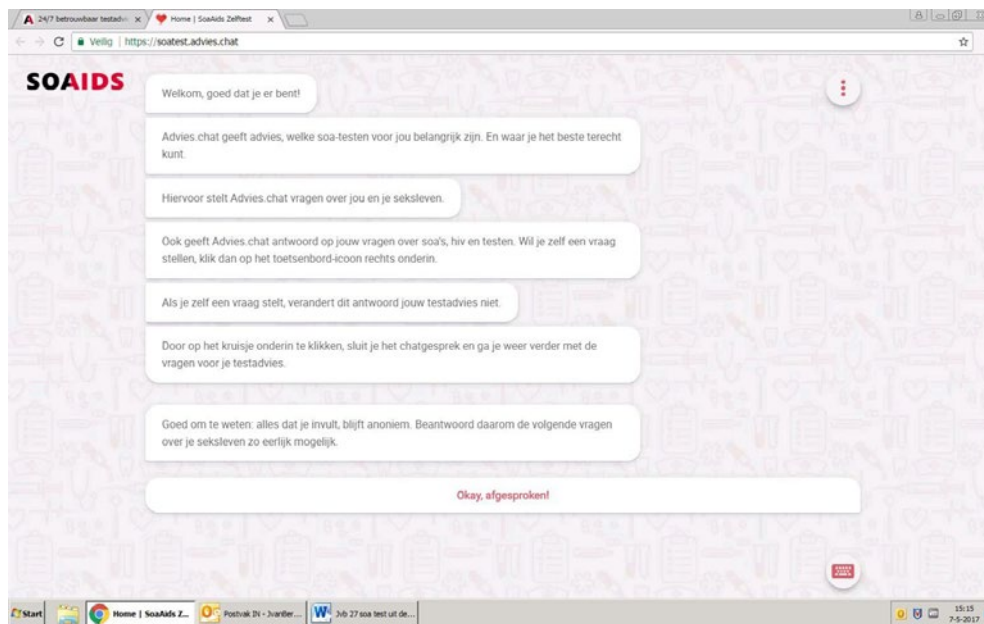 24/7 betrouwbaar testadvi
Home | SoaAids Zelftest
Veilig | https://soatest.advies.chat
SOAIDS
Welkom, goed dat je er bent!
Advies.chat geeft advies, welke soa-testen voor jou belangrijk zijn. En waar je het beste terecht
kunt.
Hiervoor stelt Advies.chat vragen over jou en je seksleven.
Ook geeft Advies.chat antwoord op jouw vragen over soa's, hiv en testen. Wil je zelf een vraag
stellen, klik dan op het toetsenbord-icoon rechts onderin.
Als je zelf een vraag stelt, verandert dit antwoord jouw testadvies niet.
Door op het kruisje onderin te klikken, sluit je het chatgesprek en ga je weer verder met de
vragen voor je testadvies.
Goed om te weten: alles dat je invult, blijft anoniem. Beantwoord daarom de volgende vragen
over je seksleven zo eerlijk mogelijk.
Okay, afgesproken!
Start
Home | SoaAids Z...
Postvak IN - JvanBer...
Jvb 27 soa test uit de...
15:15
7-5-2017